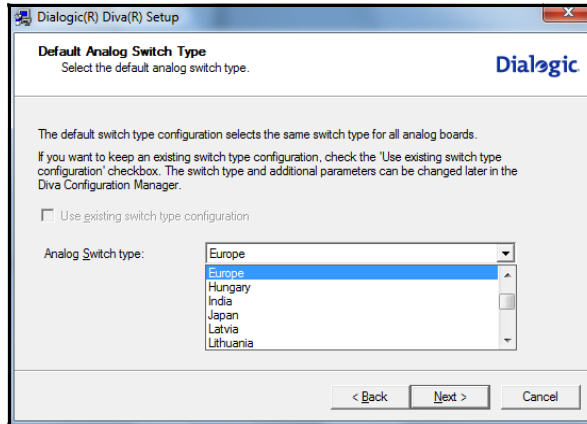 Dialogic(R) Diva(R) Setup
Default Analog Switch Type
Select the default analog switch type.
Dialogic
The default switch type configuration selects the same switch type for all analog boards.
If you want to keep an existing switch type configuration, check the 'Use existing switch type
configuration' checkbox. The switch type and additional parameters can be changed later in the
Diva Configuration Manager.
Use existing switch type configuration
Analog Switch type:
Europe
Europe
Hungary
India
Japan
Latvia
Lithuania
< Back
Next >
Cancel